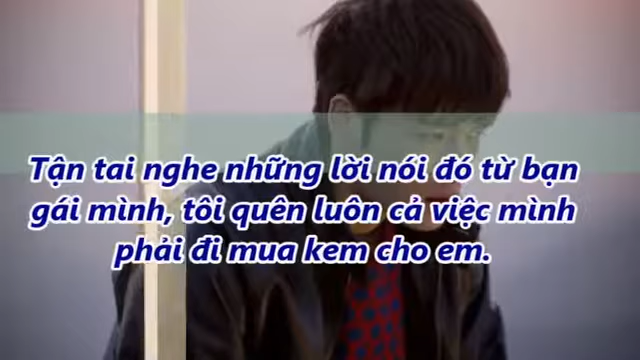 Tận tai nghe những lời nói đó từ bạn
gái mình, tôi quên luôn cả việc mình
phải đi mua kem cho em.